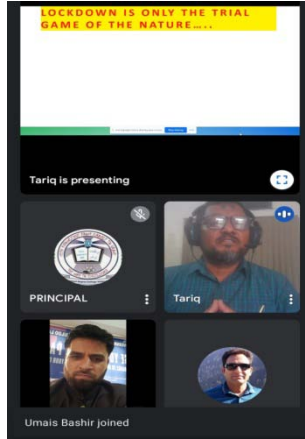 LOCKDOWN IS ONLY THE TRIAL
GAME OF THE NATURE.....
Tariq is presenting
PRINCIPAL
Tariq
Umais Bashir joined